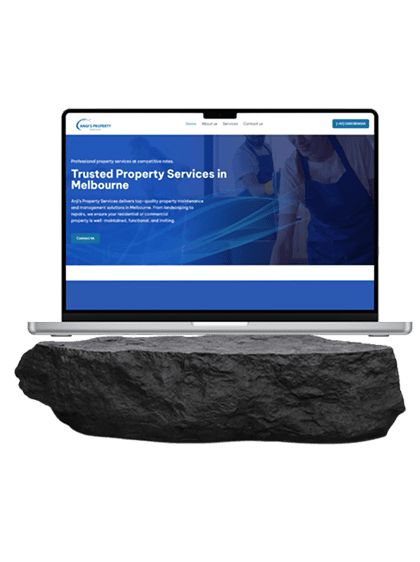 ANJI'S PROPERTY
Home About us Services Contact us
Professional property services at competitive rates.
Trusted Property Services in
Melbourne
Anji's Property Services delivers top-quality property maintenance
and management solutions in Melbourne. From landscaping to
repairs, we ensure your residential or commercial
property is well-maintained, functional, and inviting.
Contact Us